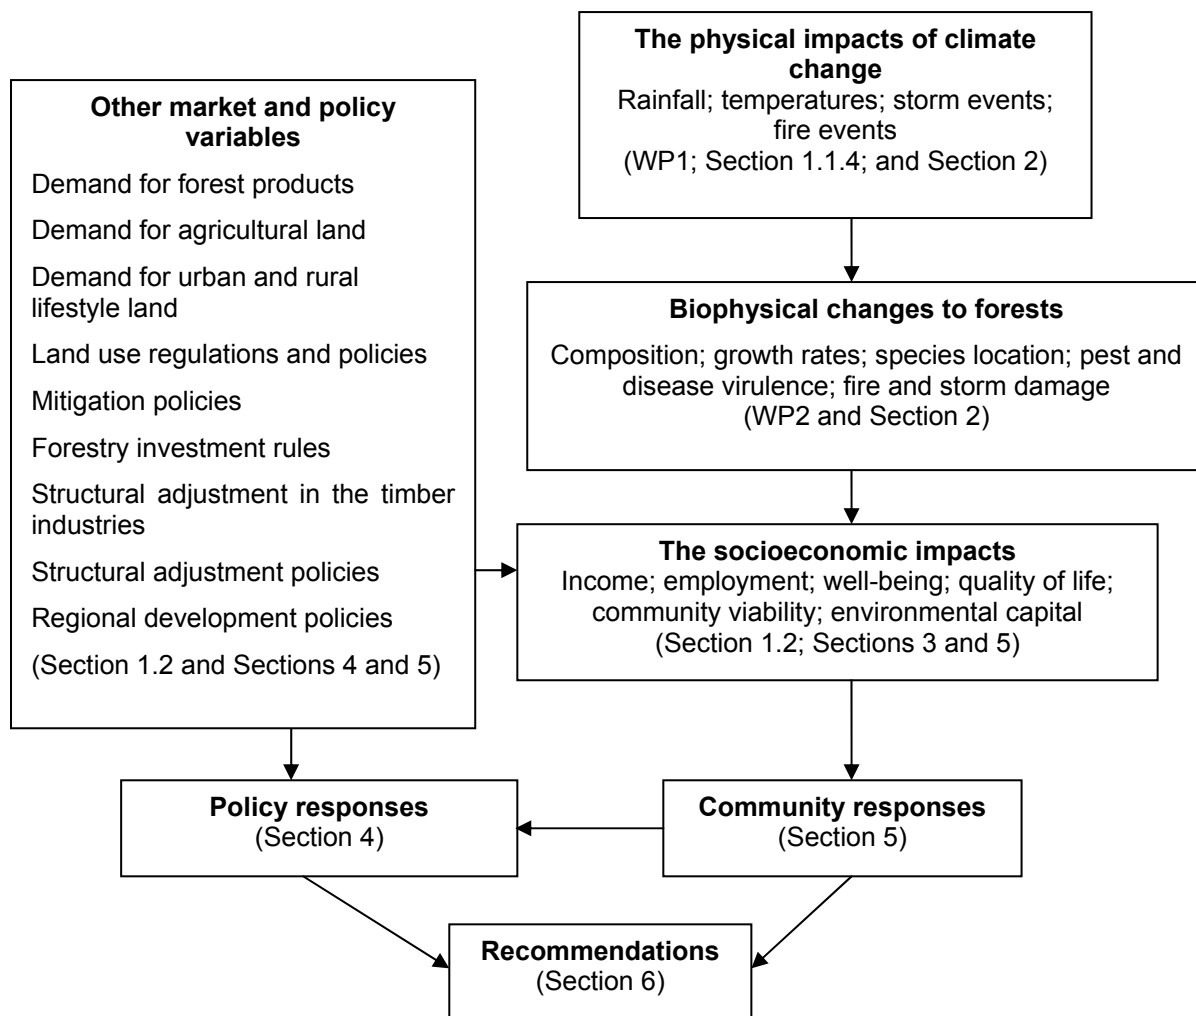 The physical impacts of climate
change
Rainfall; temperatures; storm events;
fire events
(WP1; Section 1.1.4; and Section 2)
Other market and policy
variables
Demand for forest products
Demand for agricultural land
Demand for urban and rural
lifestyle land
Land use regulations and policies
Mitigation policies
Forestry investment rules
Structural adjustment in the timber
industries
Structural adjustment policies
Regional development policies
(Section 1.2 and Sections 4 and 5)
Biophysical changes to forests
Composition; growth rates; species location; pest and
disease virulence; fire and storm damage
(WP2 and Section 2)
The socioeconomic impacts
Income; employment; well-being; quality of life;
community viability; environmental capital
(Section 1.2; Sections 3 and 5)
Policy responses
(Section 4)
Community responses
(Section 5)
Recommendations
(Section 6)